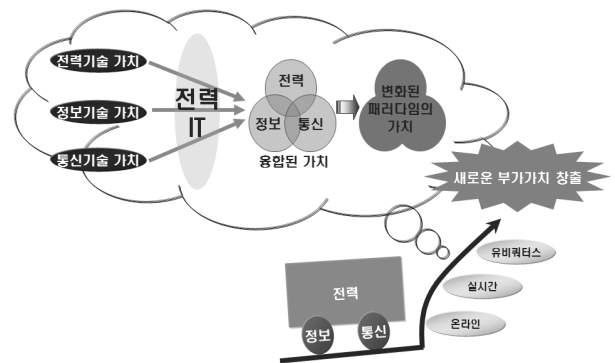 전력기술 가치
정보기술 가치
통신기술 가치
전력
IT
전력
정보
통신
융합된 가치
변화된
패러다임의
가치
새로운 부가가치 창출
유비쿼터스
실시간
온라인
전력
정보
통신